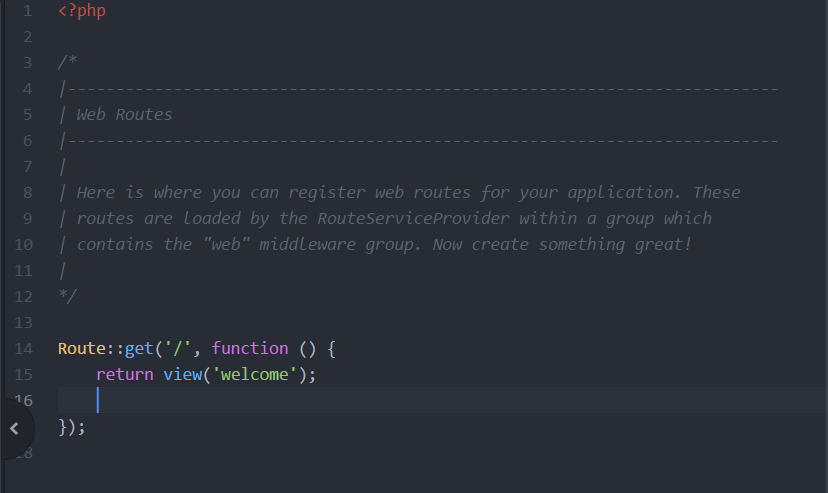 1 <?php
2
3 /*
4 |--------------------------------------------------------------------------
5 | Web Routes
6 |--------------------------------------------------------------------------
7 |
8 | Here is where you can register web routes for your application. These
9 | routes are loaded by the RouteServiceProvider within a group which
10 | contains the "web" middleware group. Now create something great!
11 |
12 */
13
14 Route::get('/', function () {
15     return view('welcome');
16
});